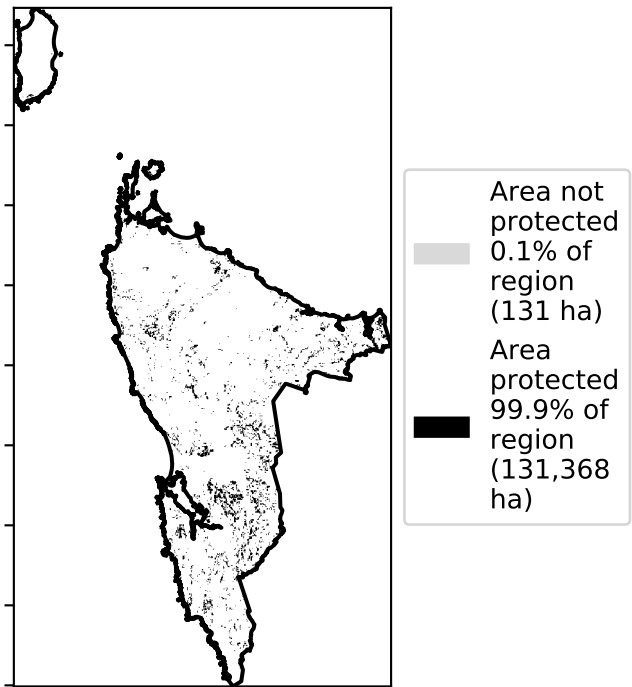 Area not
protected
0.1% of
region
(131 ha)
Area
protected
99.9% of
region
(131,368
ha)